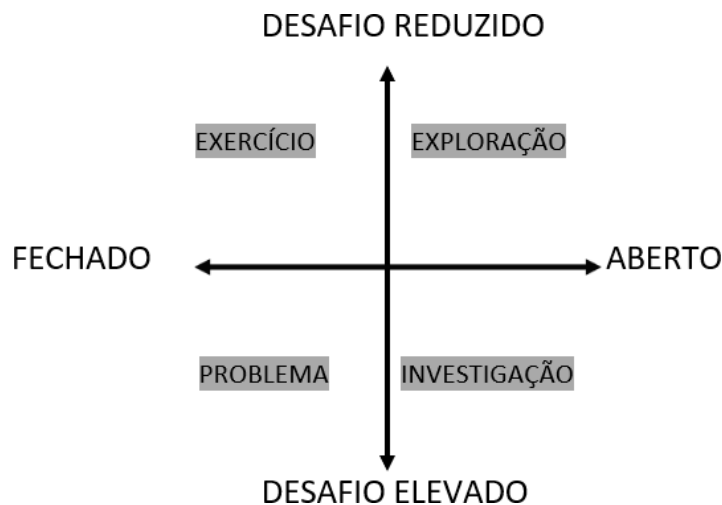 DESAFIO REDUZIDO
EXERCÍCIO EXPLORAÇÃO
FECHADO ABERTO
PROBLEMA INVESTIGAÇÃO
DESAFIO ELEVADO